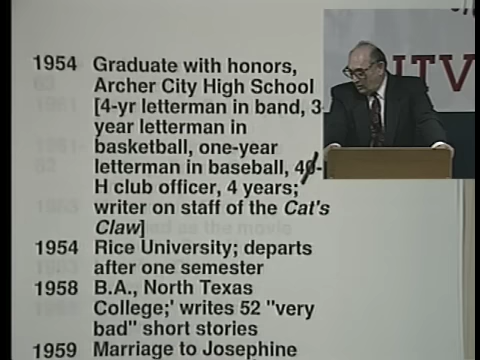 ITV
1954 Graduate with honors,
Archer City High School
[4-yr letterman in band, 3-
year letterman in
basketball, one-year
letterman in baseball, 40-
H club officer, 4 years;
writer on staff of the Cat's
Claw]
1954 Rice University; departs
after one semester
1958 B.A., North Texas
College;' writes 52 "very
bad" short stories
1959 Marriage to Josephine